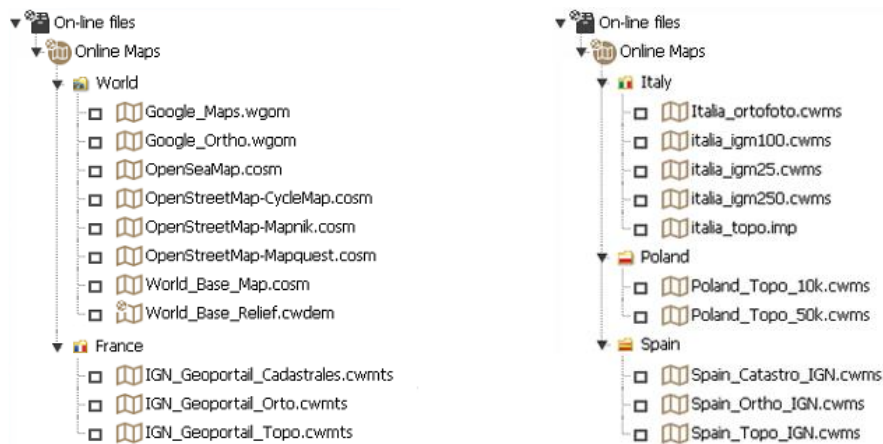 On-line files
Online Maps
World
Google_Maps.wgom
Google_Ortho.wgom
OpenSeaMap.cosm
OpenStreetMap-CycleMap.cosm
OpenStreetMap-Mapnik.cosm
OpenStreetMap-Mapquest.cosm
World_Base_Map.cosm
World_Base_Relief.cwdem
France
IGN_Geoportail_Cadastrales.cwmts
IGN_Geoportail_Orto.cwmts
IGN_Geoportail_Topo.cwmts
On-line files
Online Maps
Italy
Italia_ortofoto.cwms
italia_igm100.cwms
italia_igm25.cwms
italia_igm250.cwms
italia_topo.imp
Poland
Poland_Topo_10k.cwms
Poland_Topo_50k.cwms
Spain
Spain_Catastro_IGN.cwms
Spain_Ortho_IGN.cwms
Spain_Topo_IGN.cwms